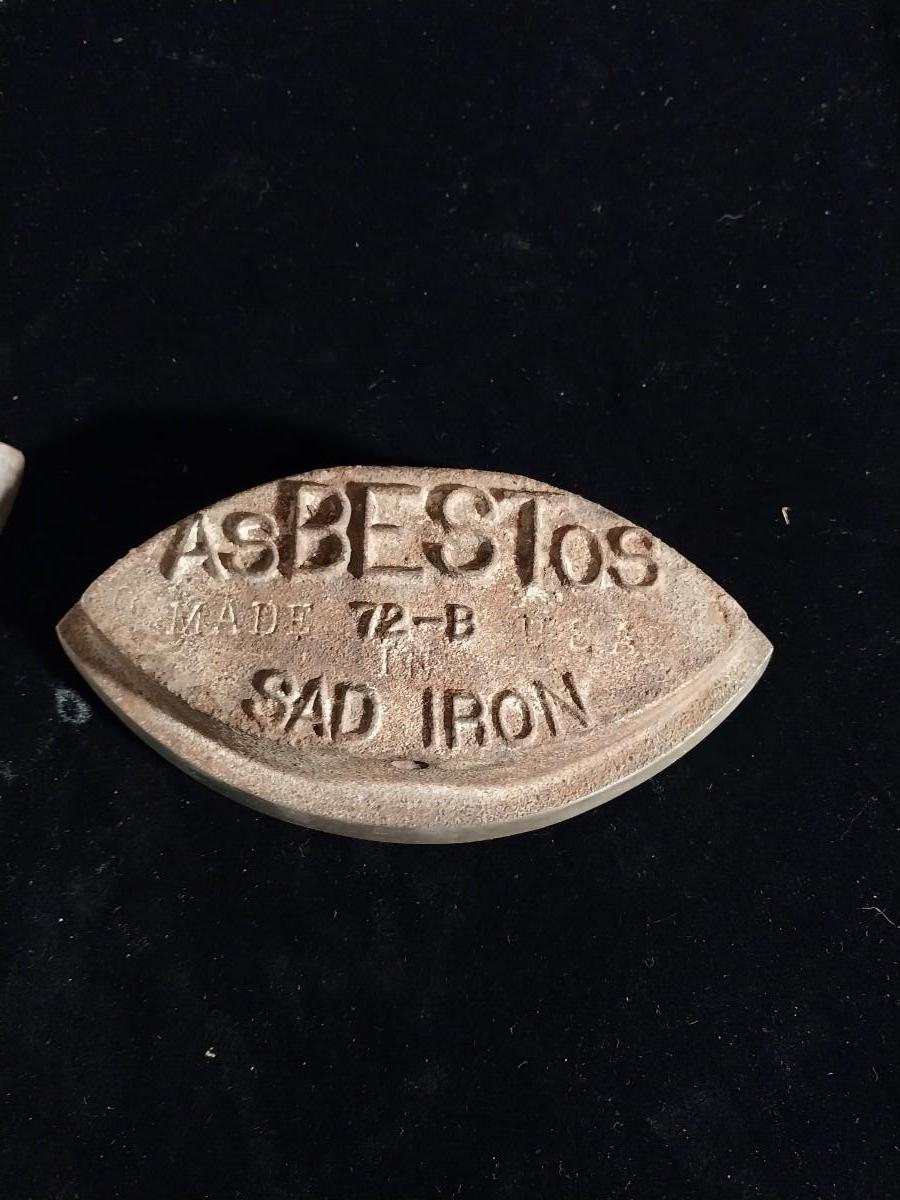 ASBESTOS
MADE 72-B U.S.A
IN
SAD IRON